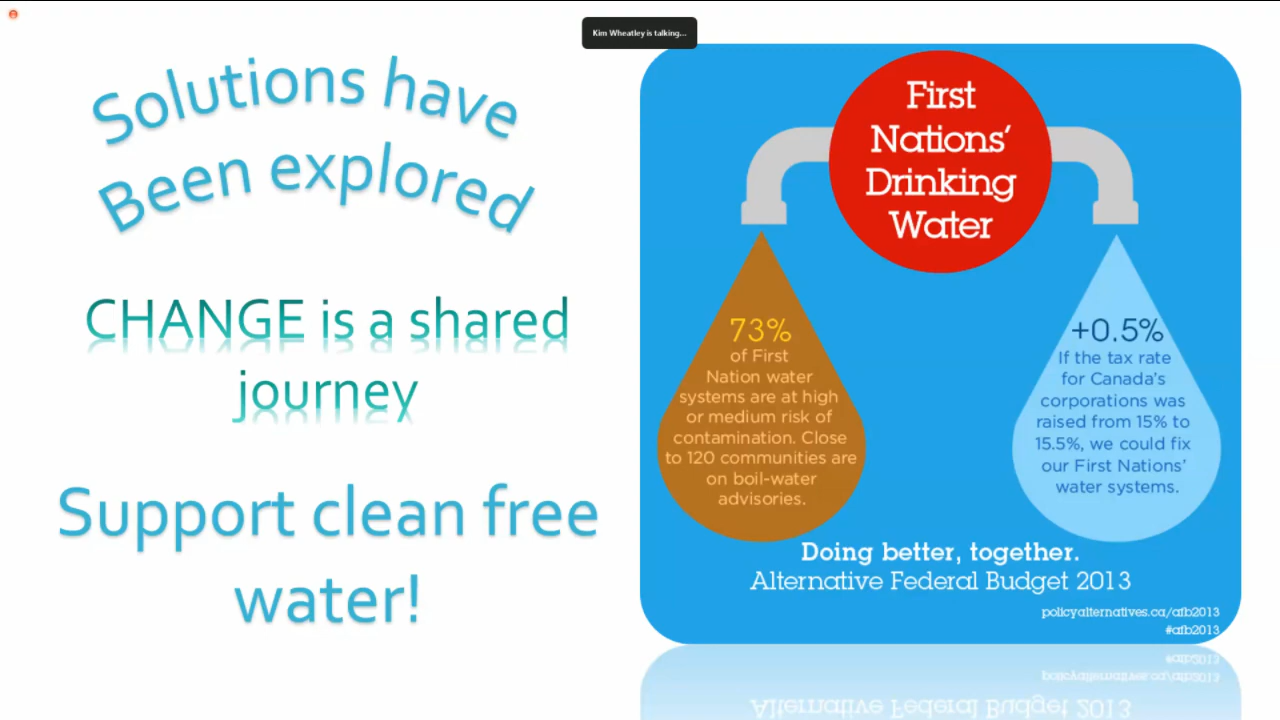 Kim Wheatley is talking...
Solutions have
Been explored
CHANGE is a shared
journey
Support clean free
water!
First
Nations'
Drinking
Water
73%
of First
Nation water
systems are at high
or medium risk of
contamination. Close
to 120 communities are
on boil-water
advisories.
+0.5%
If the tax rate
for Canada's
corporations was
raised from 15% to
15.5%, we could fix
our First Nations'
water systems.
Doing better, together.
Alternative Federal Budget 2013
policyalternatives.ca/afb2013
#afb2013